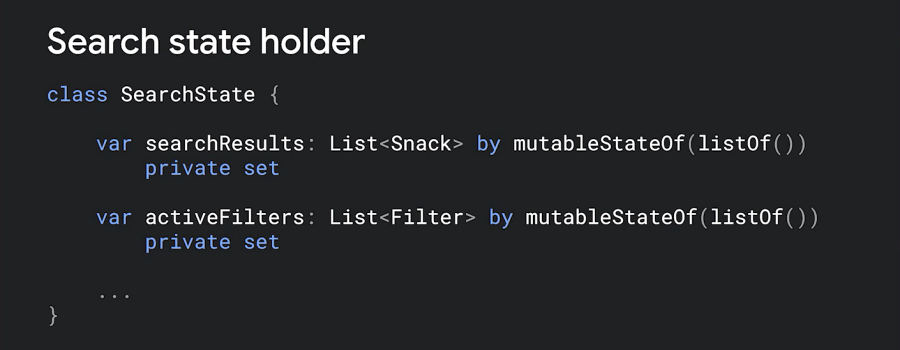 Search state holder
class SearchState {
var searchResults: List<Snack> by mutableStateOf(listOf())
private set
var activeFilters: List<Filter> by mutableStateOf(listOf())
private set
...
}